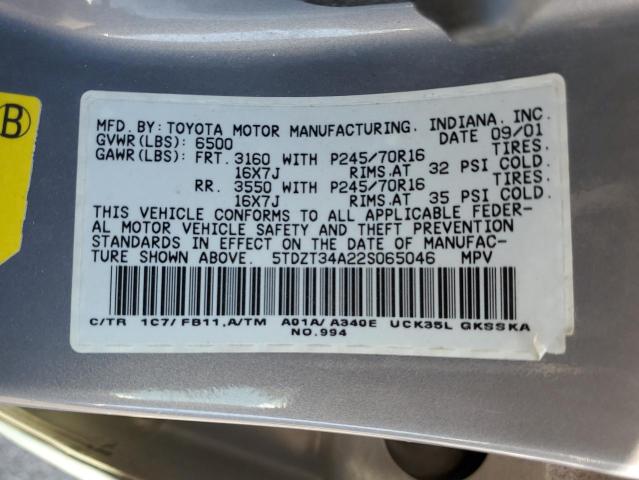 B
MFD. BY: TOYOTA MOTOR MANUFACTURING, INDIANA, INC.
GVWR(LBS): 6500 DATE 09/01
GAWR(LBS): FRT. 3160 WITH P245/70R16 TIRES.
16X7J RIMS.AT 32 PSI COLD.
RR. 3550 WITH P245/70R16 TIRES.
16X7J RIMS.AT 35 PSI COLD.
THIS VEHICLE CONFORMS TO ALL APPLICABLE FEDER-
AL MOTOR VEHICLE SAFETY AND THEFT PREVENTION
STANDARDS IN EFFECT ON THE DATE OF MANUFAC-
TURE SHOWN ABOVE. 5TDZT34A22S065046 MPV
C/TR 1C7/ FB11,A/TM A01A/ A340E UCK35L GKSSKA
NO.994